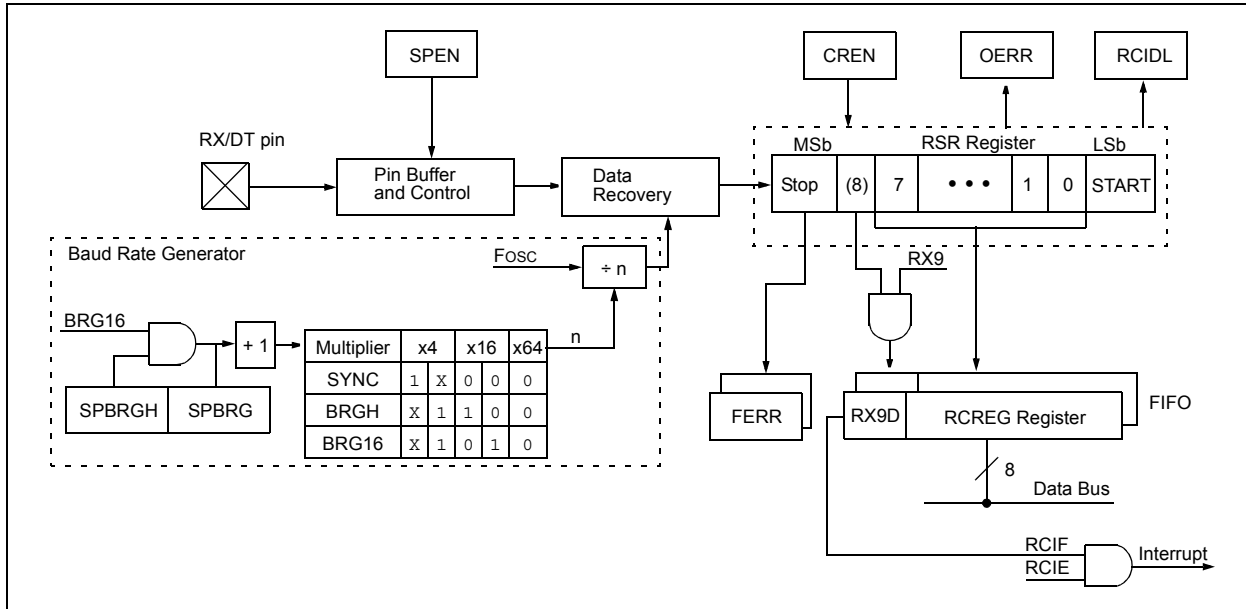 SPEN
CREN
OERR
RCIDL
RX/DT pin
Pin Buffer
and Control
Data
Recovery
MSb RSR Register LSb
Stop (8) 7 • • • 1 0 START
Baud Rate Generator
FOSC
÷ n
RX9
BRG16
+ 1
n
Multiplier x4 x16 x64
SYNC 1 X 0 0 0
BRGH X 1 1 0 0
BRG16 X 1 0 1 0
SPBRGH SPBRG
FERR
RX9D RCREG Register
FIFO
8
Data Bus
RCIF
RCIE
Interrupt